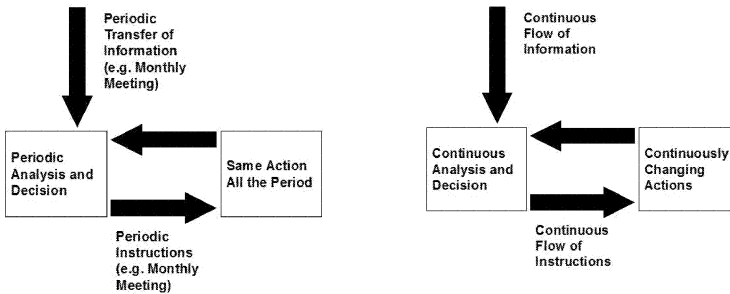 Periodic
Transfer of
Information
(e.g. Monthly
Meeting)
Periodic
Analysis and
Decision
Same Action
All the Period
Periodic
Instructions
(e.g. Monthly
Meeting)
Continuous
Flow of
Information
Continuous
Analysis and
Decision
Continuously
Changing
Actions
Continuous
Flow of
Instructions